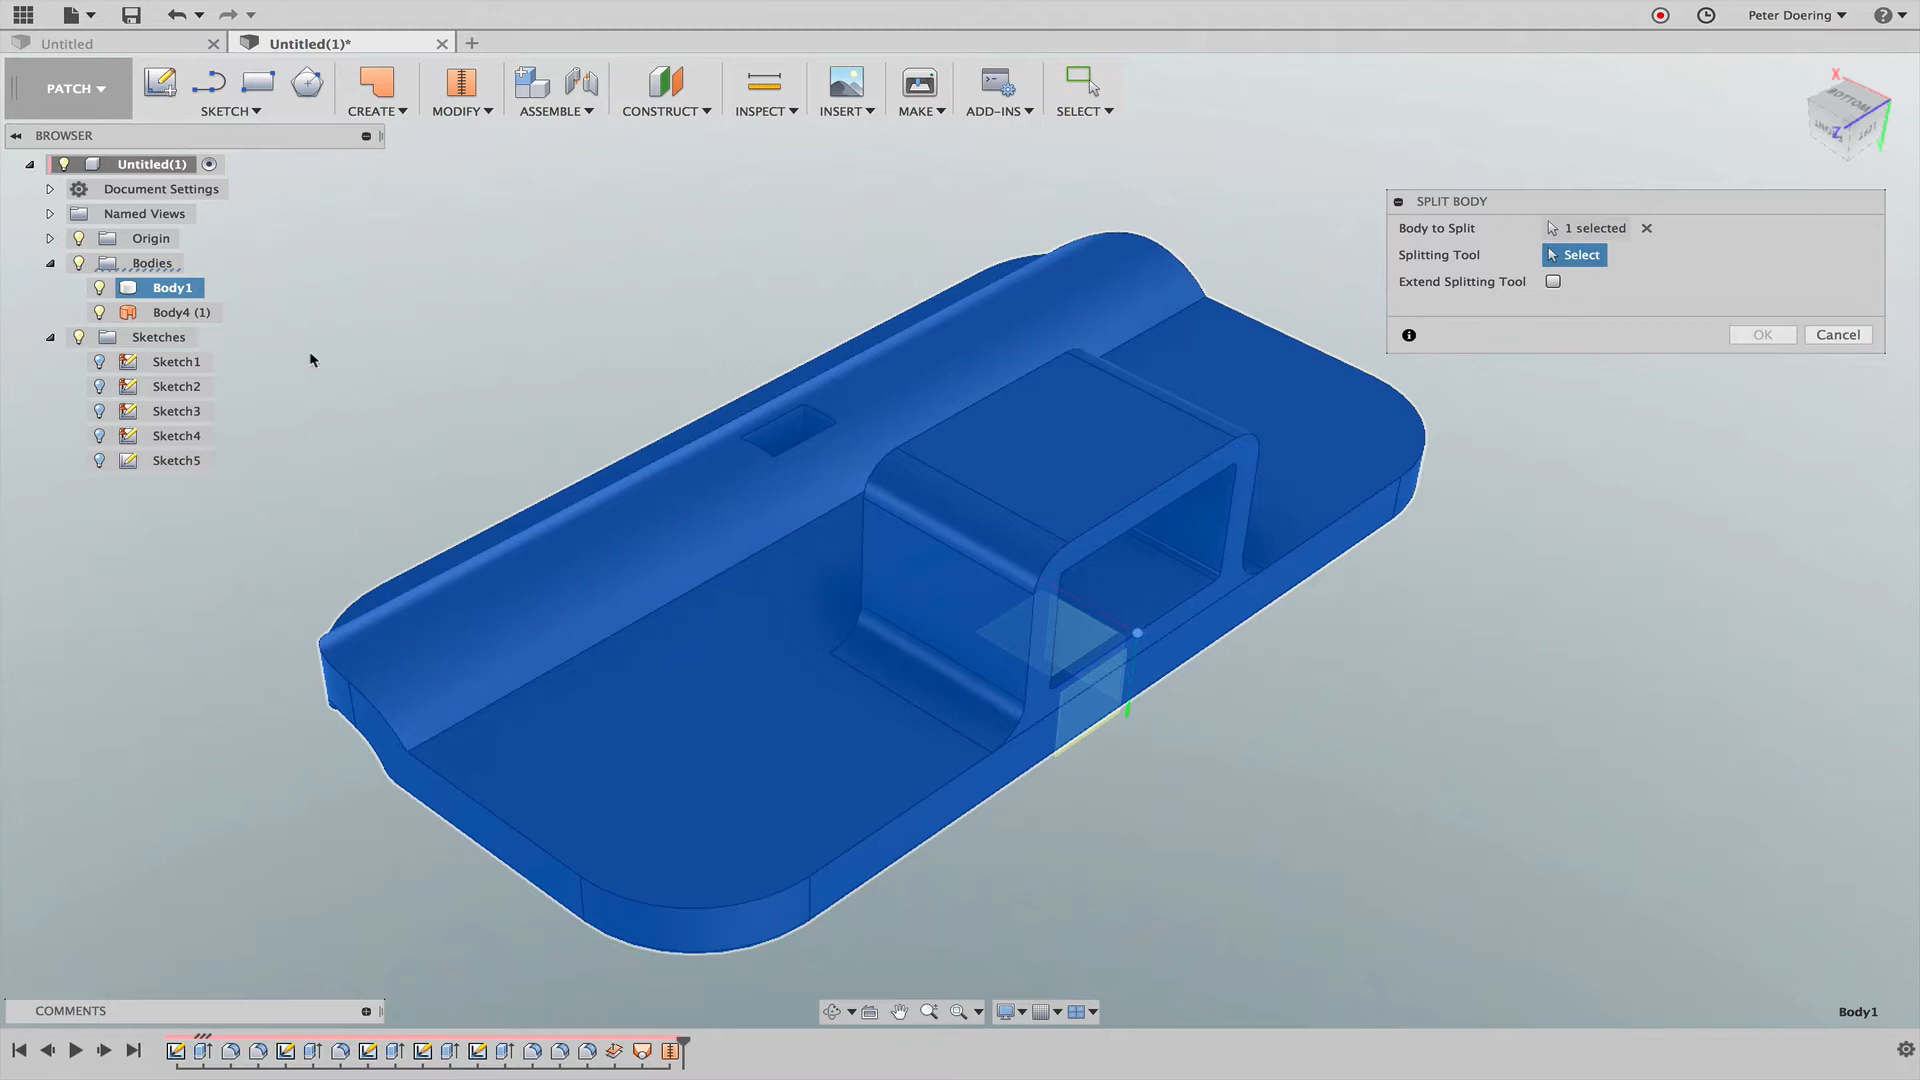 Peter Doering
Untitled
Untitled(1)*
PATCH
SKETCH
CREATE
MODIFY
ASSEMBLE
CONSTRUCT
INSPECT
INSERT
MAKE
ADD-INS
SELECT
BROWSER
Untitled(1)
Document Settings
Named Views
Origin
Bodies
Body1
Body4 (1)
Sketches
Sketch1
Sketch2
Sketch3
Sketch4
Sketch5
X
BOTTOM
Z
SPLIT BODY
Body to Split 1 selected
Splitting Tool Select
Extend Splitting Tool
OK Cancel
COMMENTS
Body1